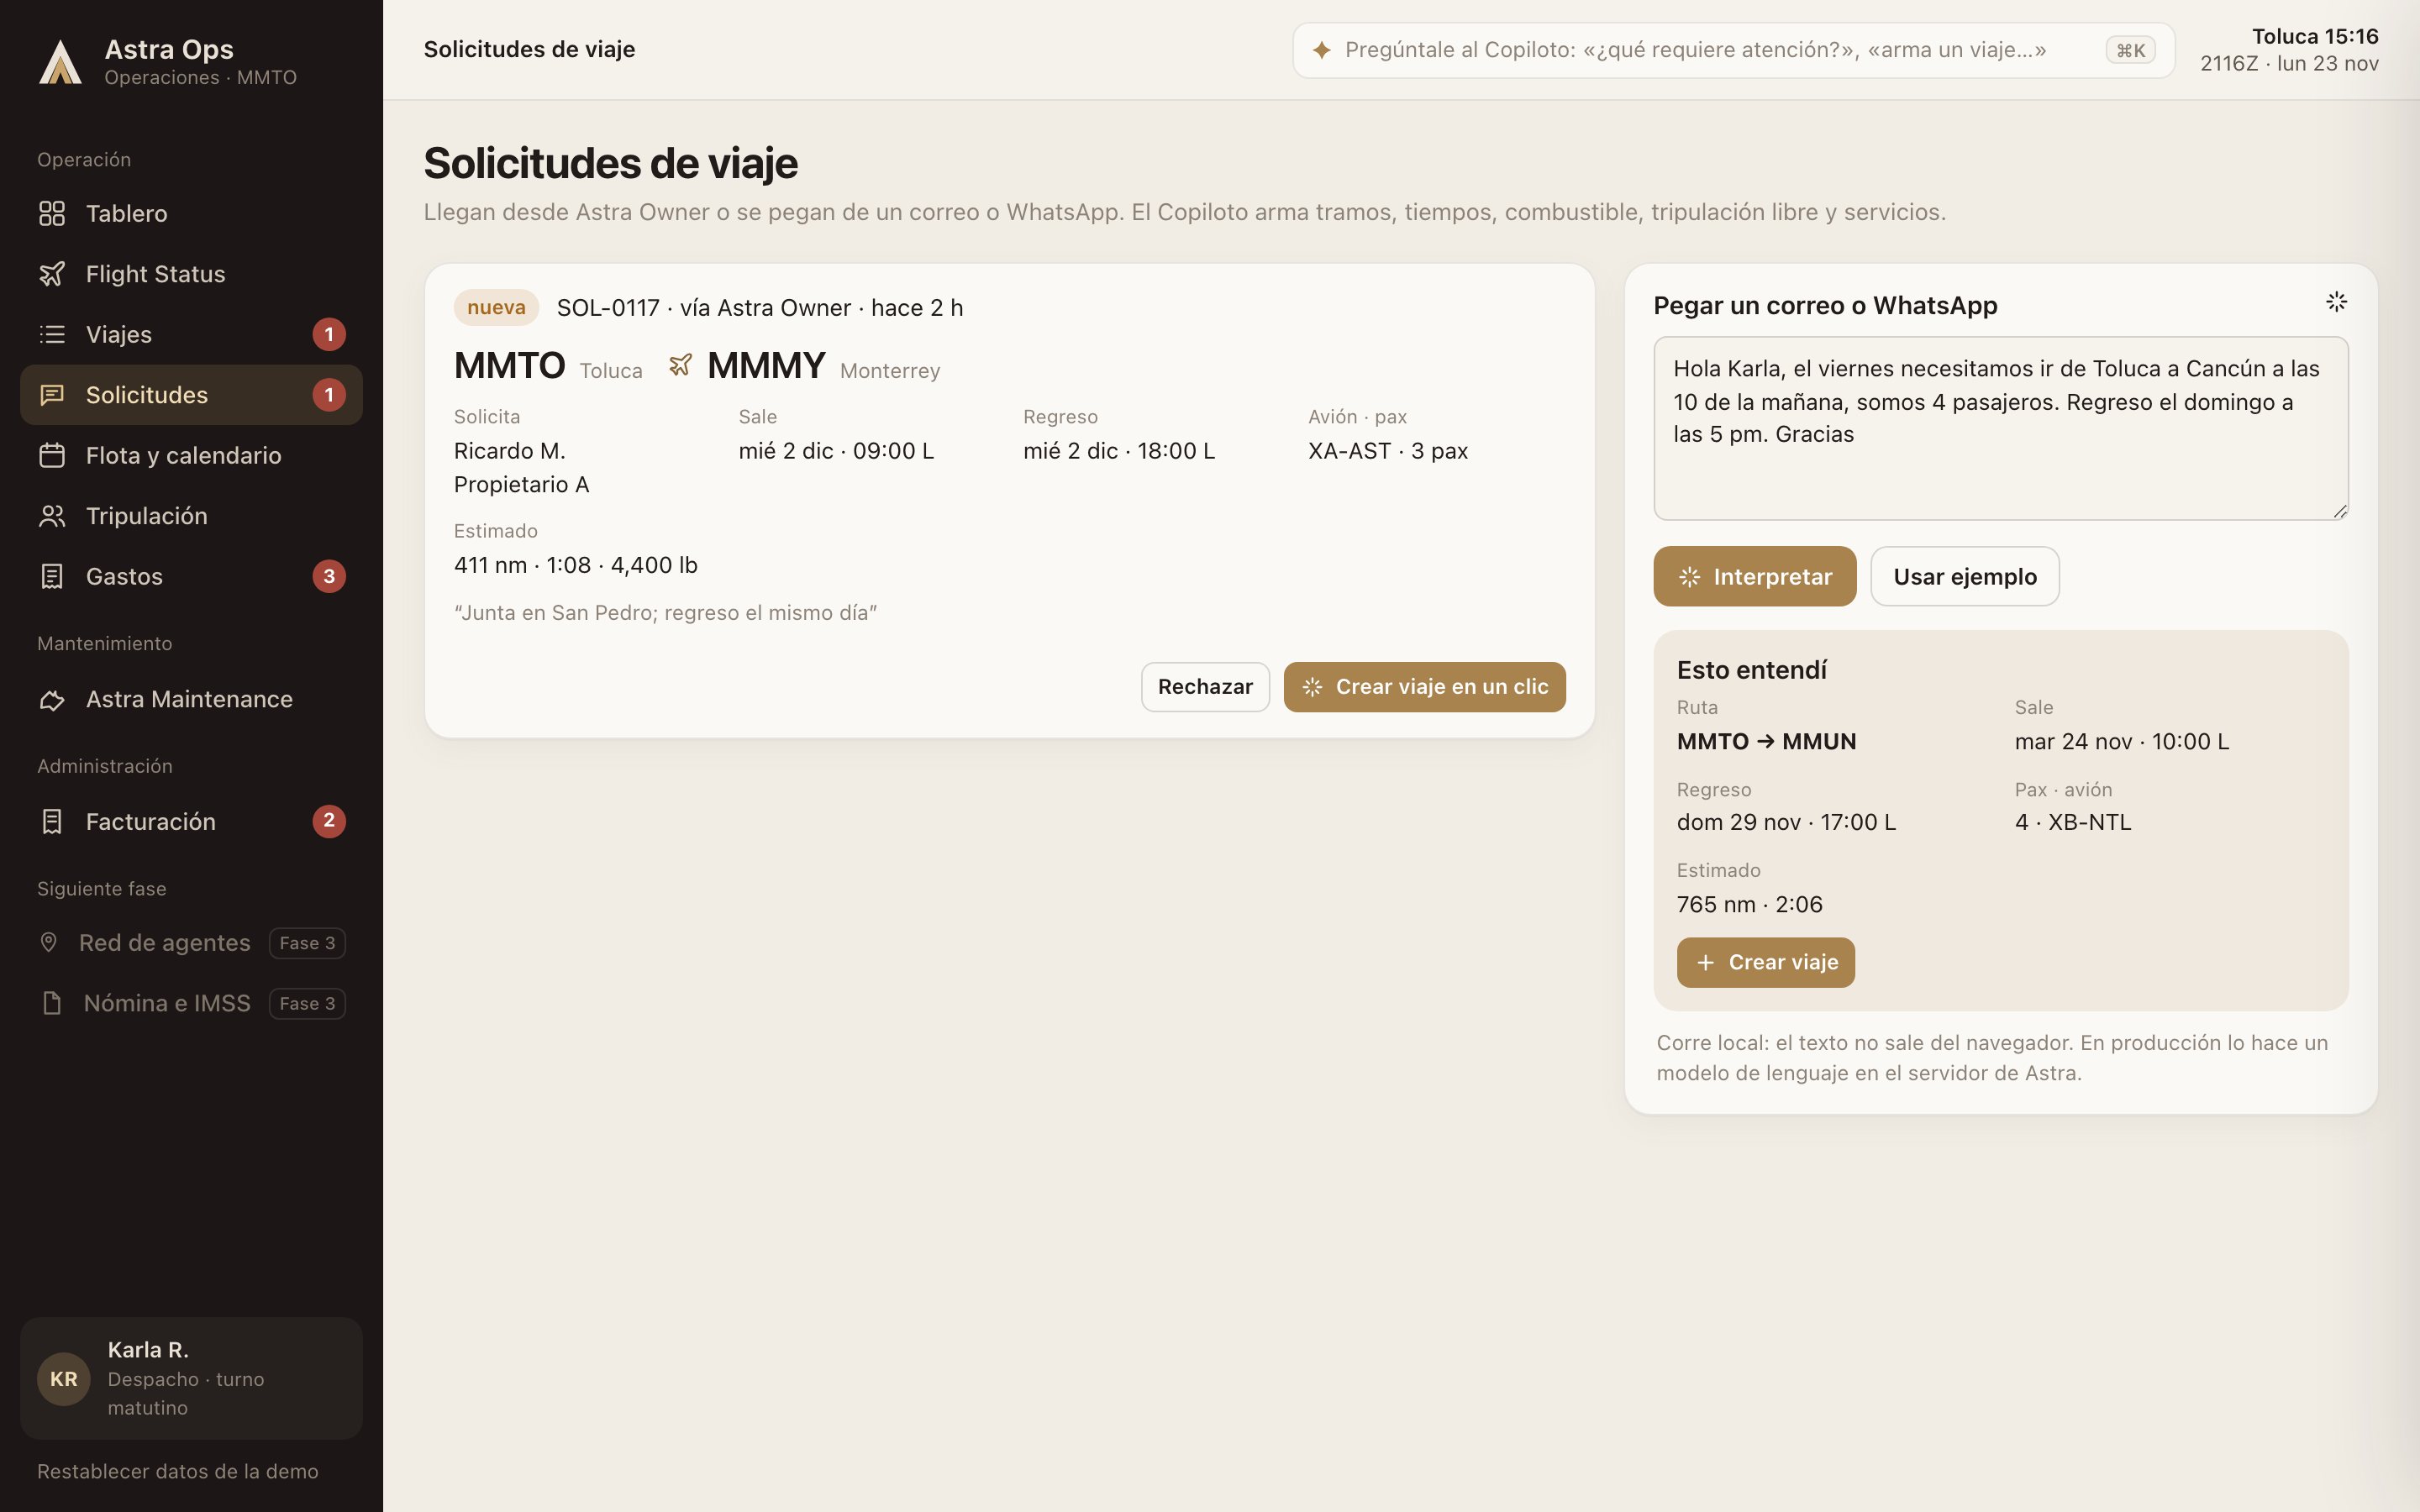 Astra Ops
Operaciones · MMTO
Operación
Tablero
Flight Status
Viajes 1
Solicitudes 1
Flota y calendario
Tripulación
Gastos 3
Mantenimiento
Astra Maintenance
Administración
Facturación 2
Siguiente fase
Red de agentes Fase 3
Nómina e IMSS Fase 3
KR
Karla R.
Despacho · turno
matutino
Restablecer datos de la demo
Solicitudes de viaje
Pregúntale al Copiloto: «¿qué requiere atención?», «arma un viaje…» ⌘K
Toluca 15:16
2116Z · lun 23 nov
Solicitudes de viaje
Llegan desde Astra Owner o se pegan de un correo o WhatsApp. El Copiloto arma tramos, tiempos, combustible, tripulación libre y servicios.
nueva SOL-0117 · vía Astra Owner · hace 2 h
MMTO Toluca MMMY Monterrey
Solicita Sale Regreso Avión · pax
Ricardo M. mié 2 dic · 09:00 L mié 2 dic · 18:00 L XA-AST · 3 pax
Propietario A
Estimado
411 nm · 1:08 · 4,400 lb
“Junta en San Pedro; regreso el mismo día”
Rechazar Crear viaje en un clic
Pegar un correo o WhatsApp
Hola Karla, el viernes necesitamos ir de Toluca a Cancún a las
10 de la mañana, somos 4 pasajeros. Regreso el domingo a
las 5 pm. Gracias
Interpretar Usar ejemplo
Esto entendí
Ruta Sale
MMTO → MMUN mar 24 nov · 10:00 L
Regreso Pax · avión
dom 29 nov · 17:00 L 4 · XB-NTL
Estimado
765 nm · 2:06
+ Crear viaje
Corre local: el texto no sale del navegador. En producción lo hace un
modelo de lenguaje en el servidor de Astra.